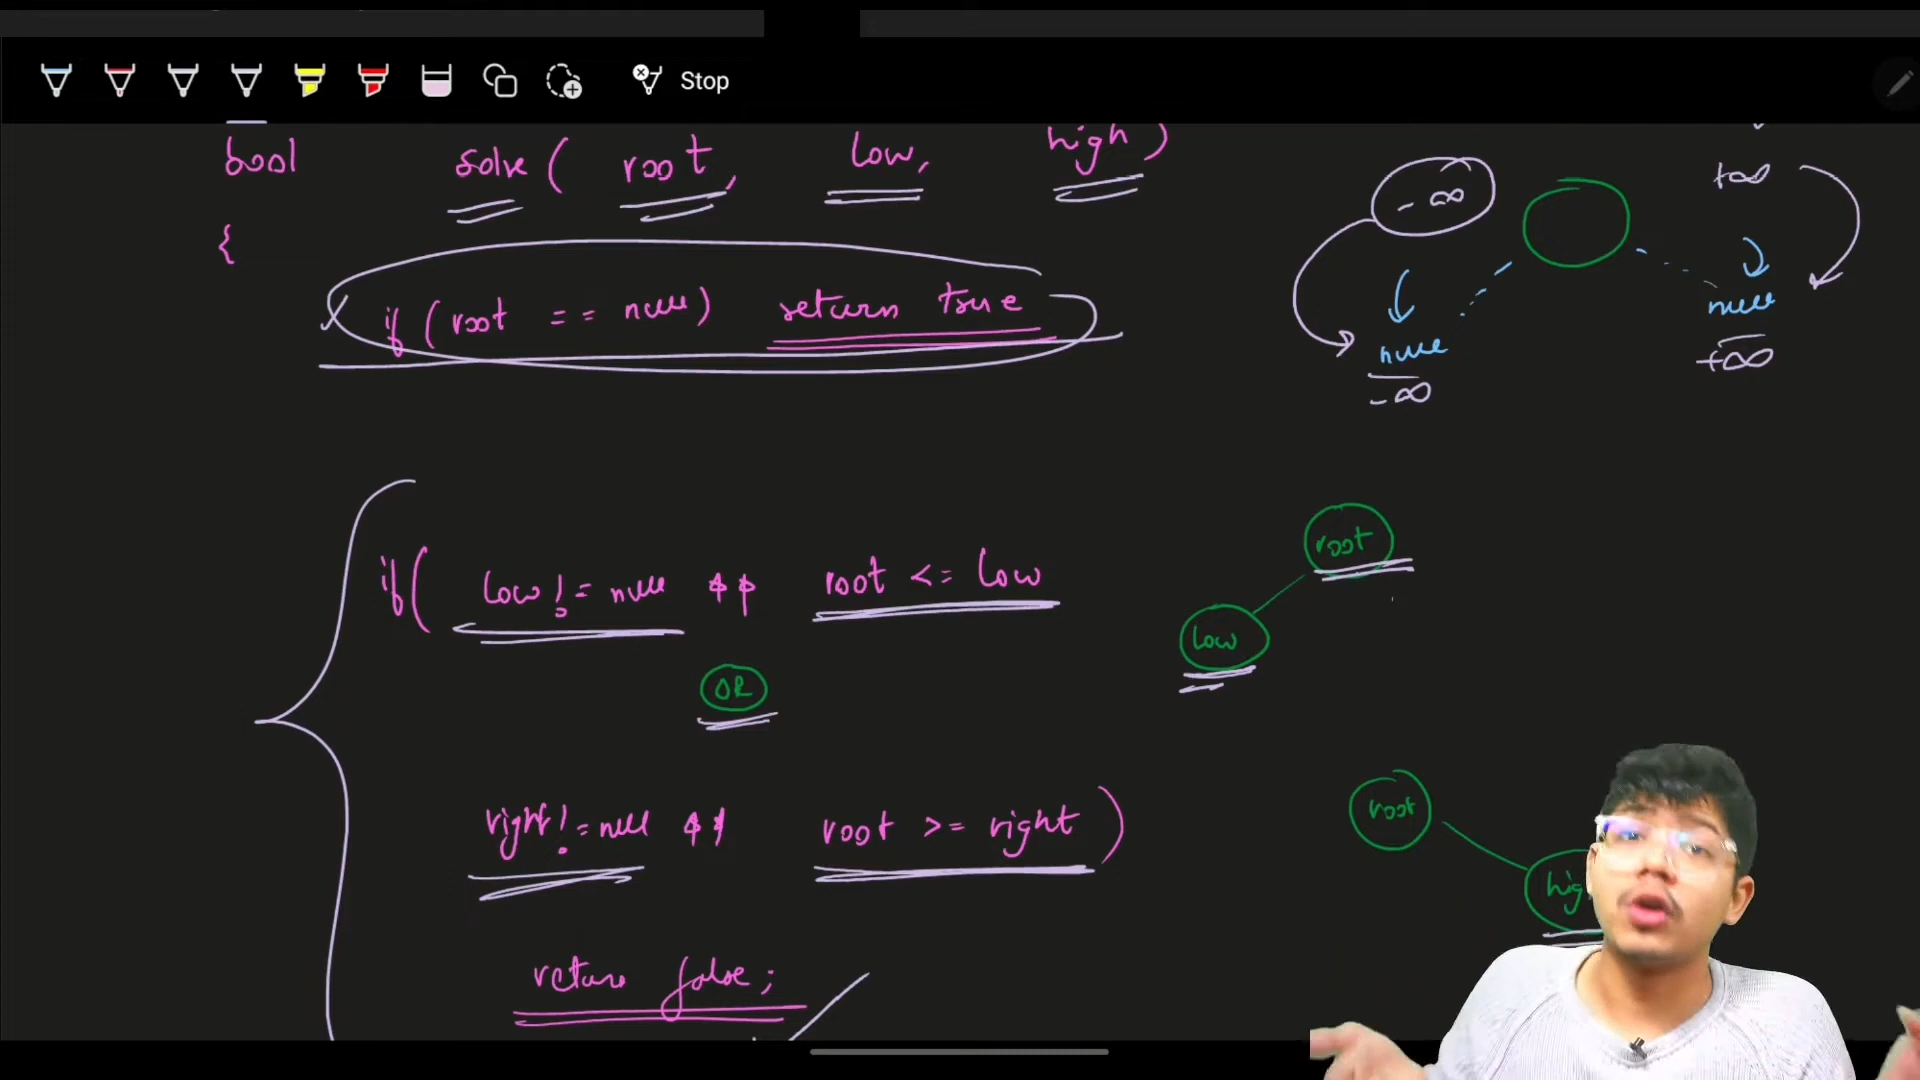 Stop
bool solve ( root, low, high )
{
if ( root == null ) return true
if( low != null && root <= low
OR
right != null && root >= right )
return false;
- ∞
+∞
null
- ∞
null
+∞
root
low
root
hig